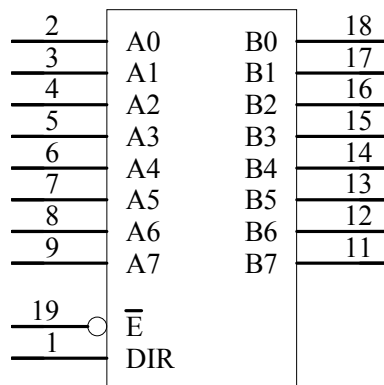 2 A0 B0 18
3 A1 B1 17
4 A2 B2 16
5 A3 B3 15
6 A4 B4 14
7 A5 B5 13
8 A6 B6 12
9 A7 B7 11
19 E̅
1 DIR